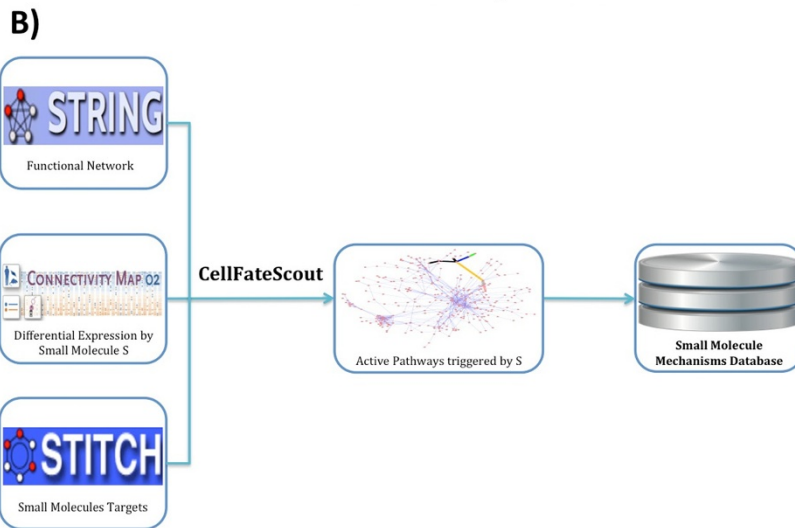 B)
STRING
Functional Network
CONNECTIVITY MAP 02
Differential Expression by
Small Molecule S
STITCH
Small Molecules Targets
CellFateScout
Active Pathways triggered by S
Small Molecule
Mechanisms Database